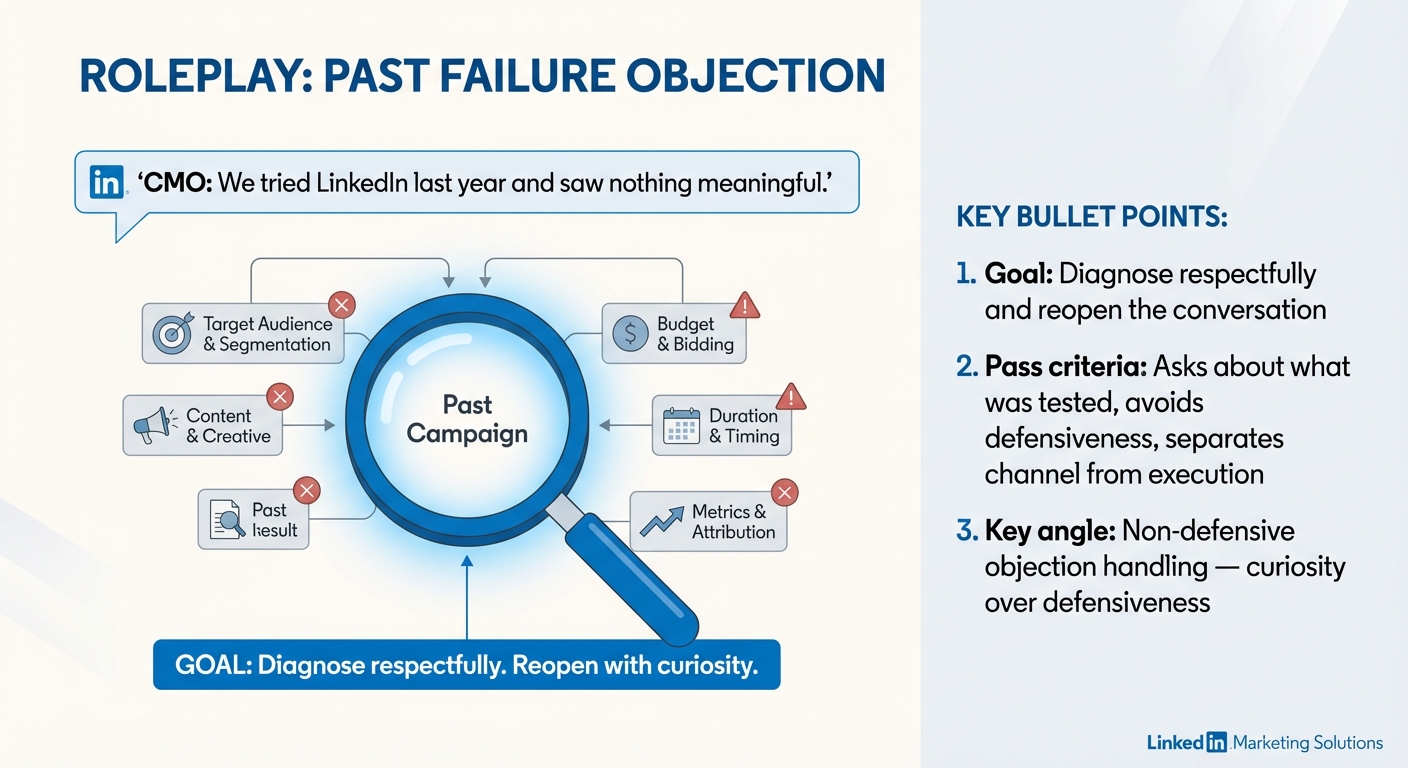 ROLEPLAY: PAST FAILURE OBJECTION
in 'CMO: We tried LinkedIn last year and saw nothing meaningful.'
Target Audience
& Segmentation
Content
& Creative
Past
Past
Campaign
Budget
& Bidding
Duration
& Timing
Metrics &
Attribution
GOAL: Diagnose respectfully. Reopen with curiosity.
KEY BULLET POINTS:
1. Goal: Diagnose respectfully
and reopen the conversation
2. Pass criteria: Asks about what
was tested, avoids
defensiveness, separates
channel from execution
3. Key angle: Non-defensive
objection handling — curiosity
over defensiveness
Linked in Marketing Solutions